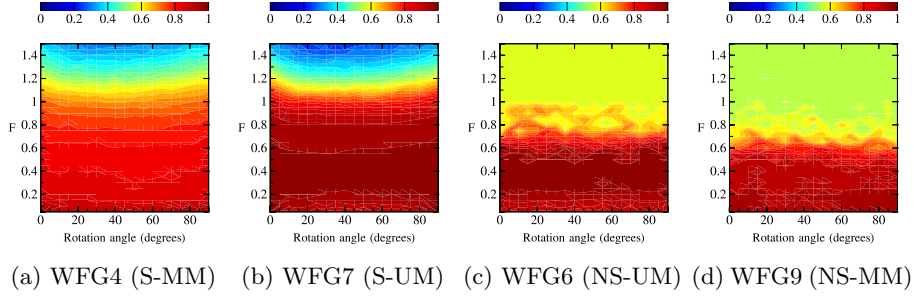 0.2 0.4 0.6 0.8 1 0.2 0.4 0.6 0.8 1 0.2 0.4 0.6 0.8 1 0.2 0.4 0.6 0.8 1
1.4 1.4 1.4 1.4
1.2 1.2 1.2 1.2
1 1 1 1
F F F F
0.8 0.8 0.8 0.8
0.6 0.6 0.6 0.6
0.4 0.4 0.4 0.4
0.2 0.2 0.2 0.2
0 20 40 60 80 0 20 40 60 80 0 20 40 60 80 0 20 40 60 80
Rotation angle (degrees) Rotation angle (degrees) Rotation angle (degrees) Rotation angle (degrees)
(a) WFG4 (S-MM) (b) WFG7 (S-UM) (c) WFG6 (NS-UM) (d) WFG9 (NS-MM)